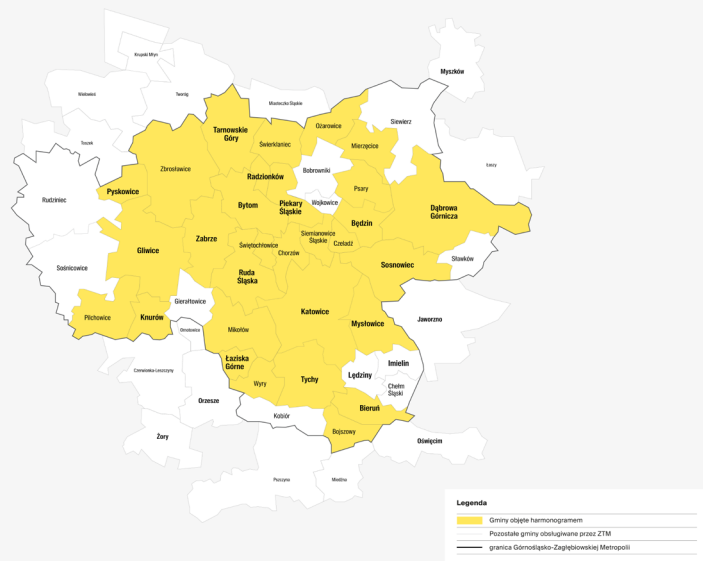 Krupski Młyn
Myszków
Wielowieś
Tworóg
Miasteczko Śląskie
Siewierz
Ożarowice
Tarnowskie
Góry
Świerklaniec
Mierzęcice
Toszek
Zbrosławice
Bobrowniki
Łazy
Radzionków
Pyskowice
Psary
Rudziniec
Wojkowice
Bytom
Piekary
Śląskie
Dąbrowa
Górnicza
Będzin
Siemianowice
Śląskie
Zabrze
Świętochłowice
Czeladź
Gliwice
Chorzów
Sławków
Sosnowiec
Sośnicowice
Ruda
Śląska
Gierałtowice
Katowice
Pilchowice
Knurów
Mysłowice
Jaworzno
Mikołów
Ornontowice
Łaziska
Górne
Imielin
Czerwionka-Leszczyny
Lędziny
Wyry
Tychy
Chełm
Śląski
Orzesze
Bieruń
Kobiór
Bojszowy
Żory
Oświęcim
Pszczyna
Miedźna
Legenda
Gminy objęte harmonogramem
Pozostałe gminy obsługiwane przez ZTM
granica Górnośląsko-Zagłębiowskiej Metropolii